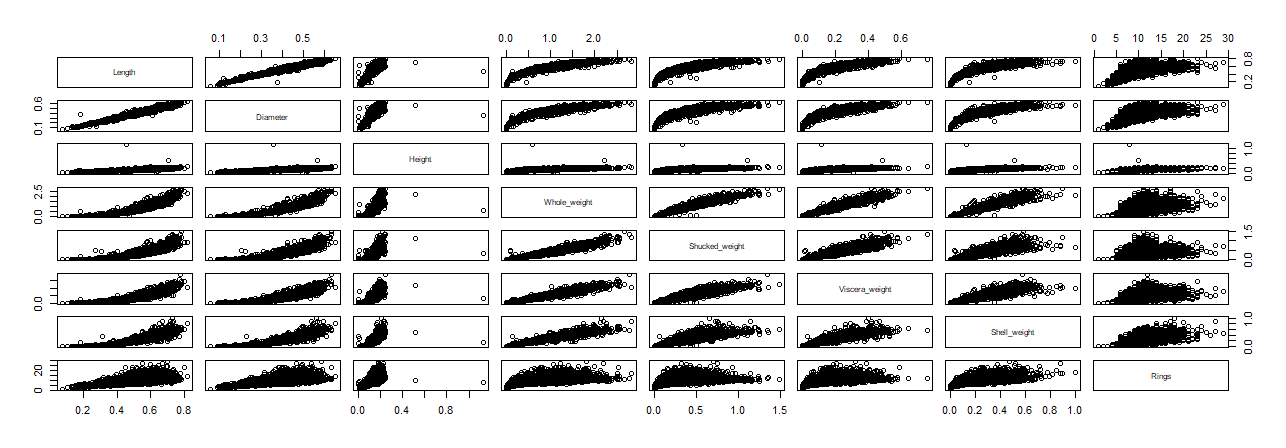 0.1 0.3 0.5 0.0 1.0 2.0 0.0 0.2 0.4 0.6 0 5 10 15 20 25 30
Length 0.2 0.8
0.1 0.6 Diameter
Height 0.0 1.0
0.0 2.5 Whole_weight
Shucked_weight 0.0 1.5
0.0 Viscera_weight
Shell_weight 0.0 1.0
0 20 Rings
0.2 0.4 0.6 0.8 0.0 0.4 0.8 0.0 0.5 1.0 1.5 0.0 0.2 0.4 0.6 0.8 1.0